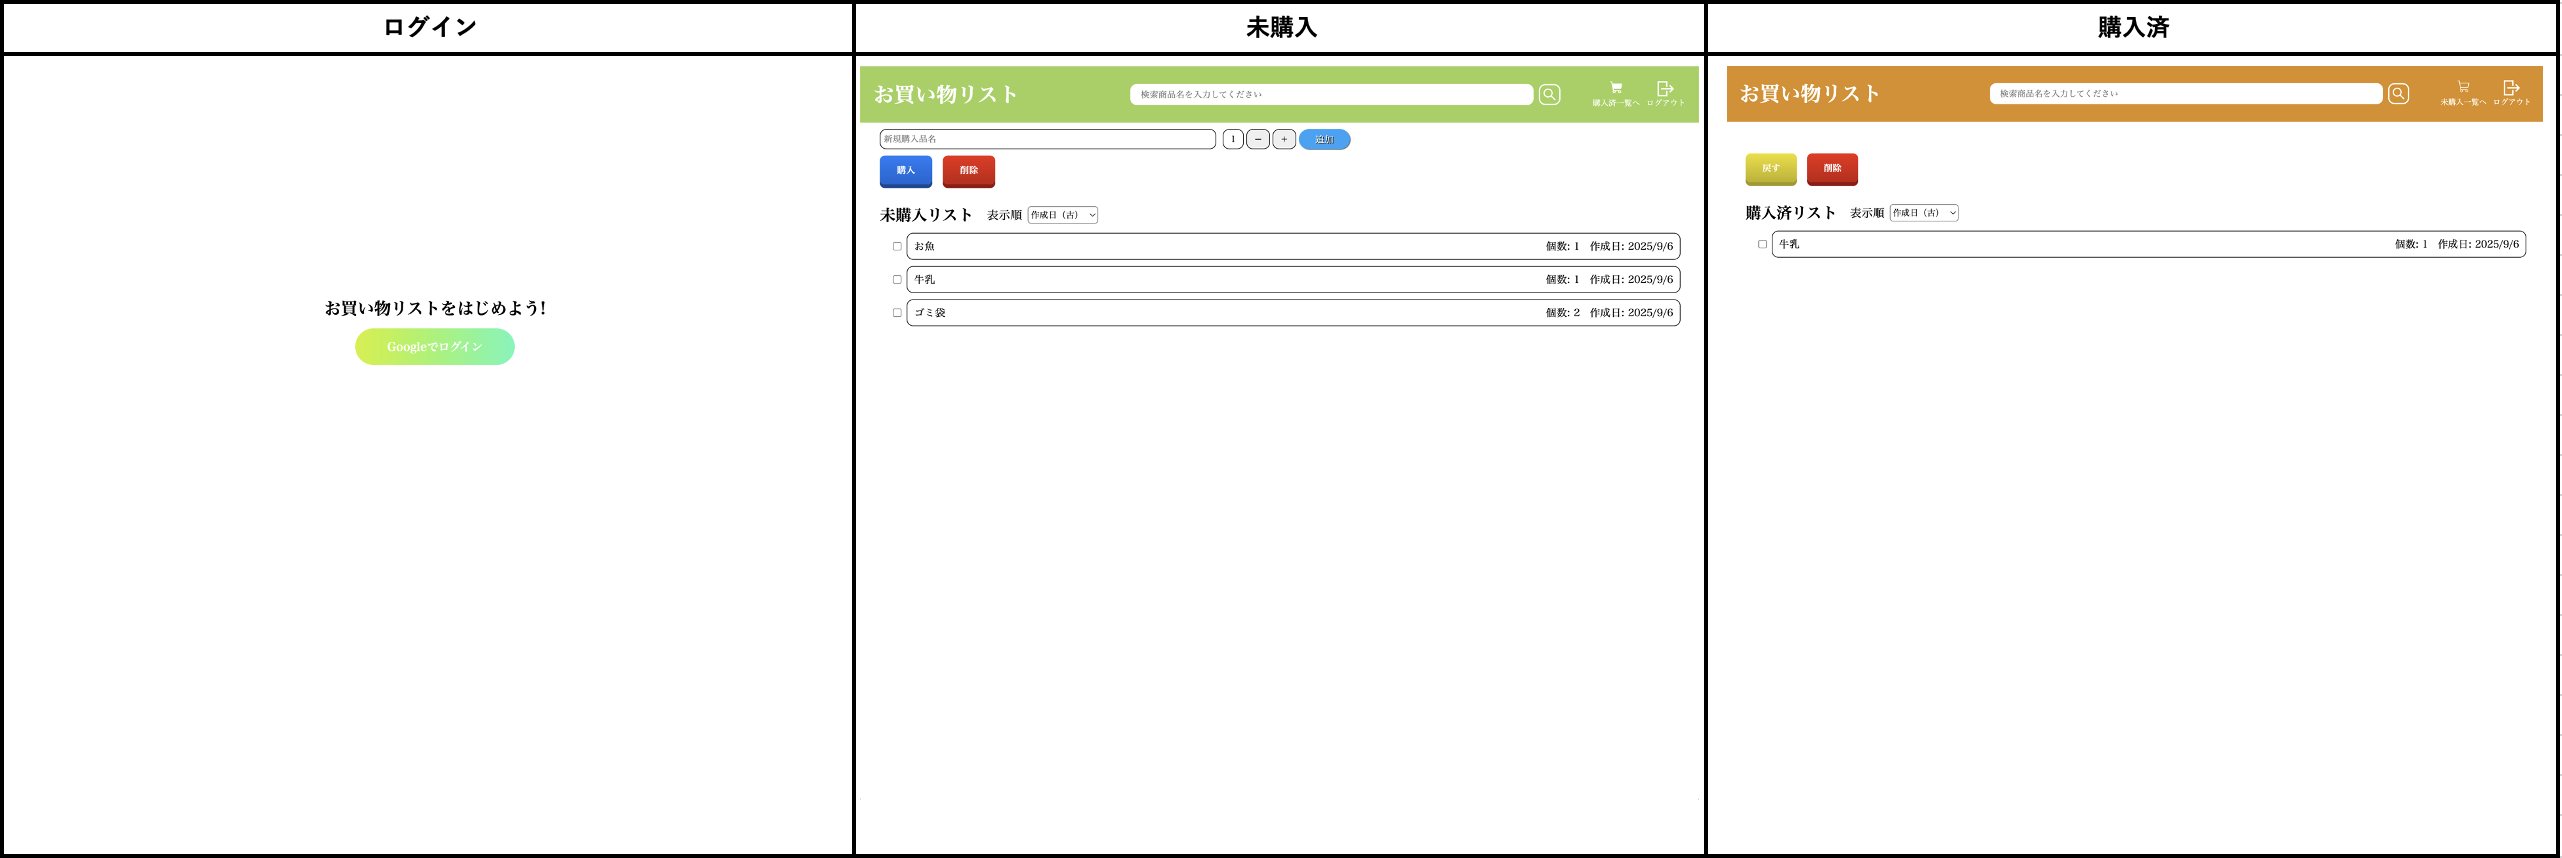 ログイン
お買い物リストをはじめよう!
Googleでログイン
未購入
お買い物リスト
検索商品名を入力してください
購入済一覧へ ログアウト
新規購入品名 1 − + 追加
購入 削除
未購入リスト 表示順 作成日（古）
お魚 個数: 1 作成日: 2025/9/6
牛乳 個数: 1 作成日: 2025/9/6
ゴミ袋 個数: 2 作成日: 2025/9/6
購入済
お買い物リスト
検索商品名を入力してください
未購入一覧へ ログアウト
戻す 削除
購入済リスト 表示順 作成日（古）
牛乳 個数: 1 作成日: 2025/9/6